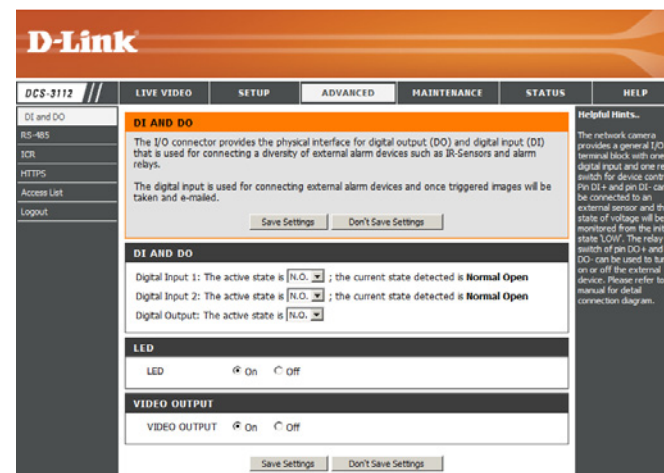 D-Link
DCS-3112
LIVE VIDEO
SETUP
ADVANCED
MAINTENANCE
STATUS
HELP
DI and DO
RS-485
ICR
HTTPS
Access List
Logout
DI AND DO
The I/O connector provides the physical interface for digital output (DO) and digital input (DI)
that is used for connecting a diversity of external alarm devices such as IR-Sensors and alarm
relays.
The digital input is used for connecting external alarm devices and once triggered images will be
taken and e-mailed.
Save Settings
Don't Save Settings
DI AND DO
Digital Input 1: The active state is N.O. ; the current state detected is Normal Open
Digital Input 2: The active state is N.O. ; the current state detected is Normal Open
Digital Output: The active state is N.O.
LED
LED On Off
VIDEO OUTPUT
VIDEO OUTPUT On Off
Save Settings
Don't Save Settings
Helpful Hints..
The network camera
provides a general I/O
terminal block with one
digital input and one re
switch for device contr
Pin DI+ and pin DI- can
be connected to an
external sensor and th
state of voltage will be
monitored from the init
state 'LOW'. The relay
switch of pin DO+ and
DO- can be used to tur
on or off the external
device. Please refer to
manual for detail
connection diagram.